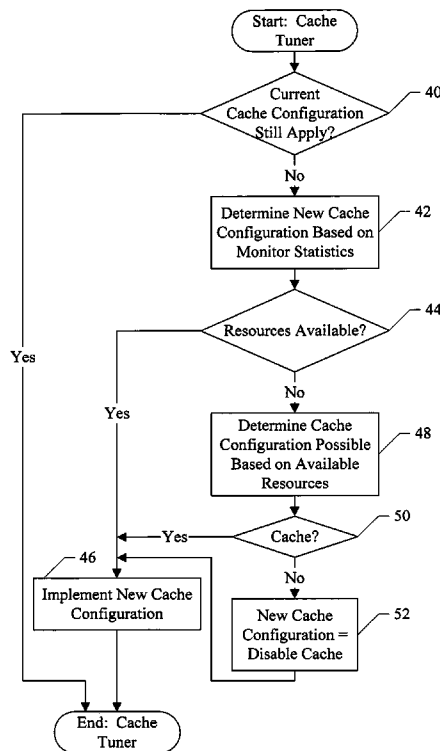 Start: Cache
Tuner
Current
Cache Configuration
Still Apply?
40
No
Determine New Cache
Configuration Based on
Monitor Statistics
42
Resources Available?
44
Yes
Yes
No
Determine Cache
Configuration Possible
Based on Available
Resources
48
Cache?
50
Yes
46
No
Implement New Cache
Configuration
New Cache
Configuration =
Disable Cache
52
End: Cache
Tuner